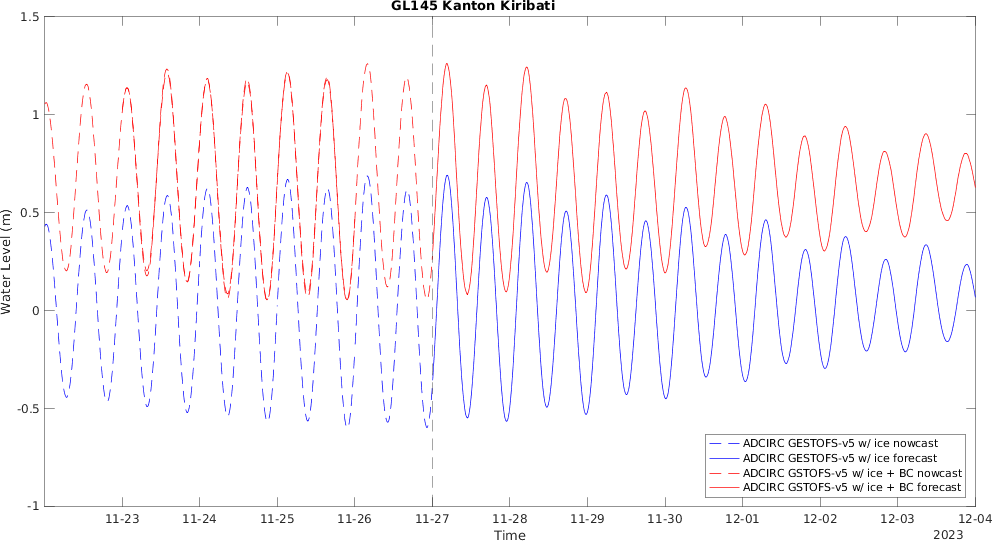 GL145 Kanton Kiribati
1.5
1
0.5
0
-0.5
-1
Water Level (m)
ADCIRC GESTOFS-v5 w/ ice nowcast
ADCIRC GESTOFS-v5 w/ ice forecast
ADCIRC GSTOFS-v5 w/ ice + BC nowcast
ADCIRC GSTOFS-v5 w/ ice + BC forecast
11-23 11-24 11-25 11-26 11-27 11-28 11-29 11-30 12-01 12-02 12-03 12-04
Time
2023